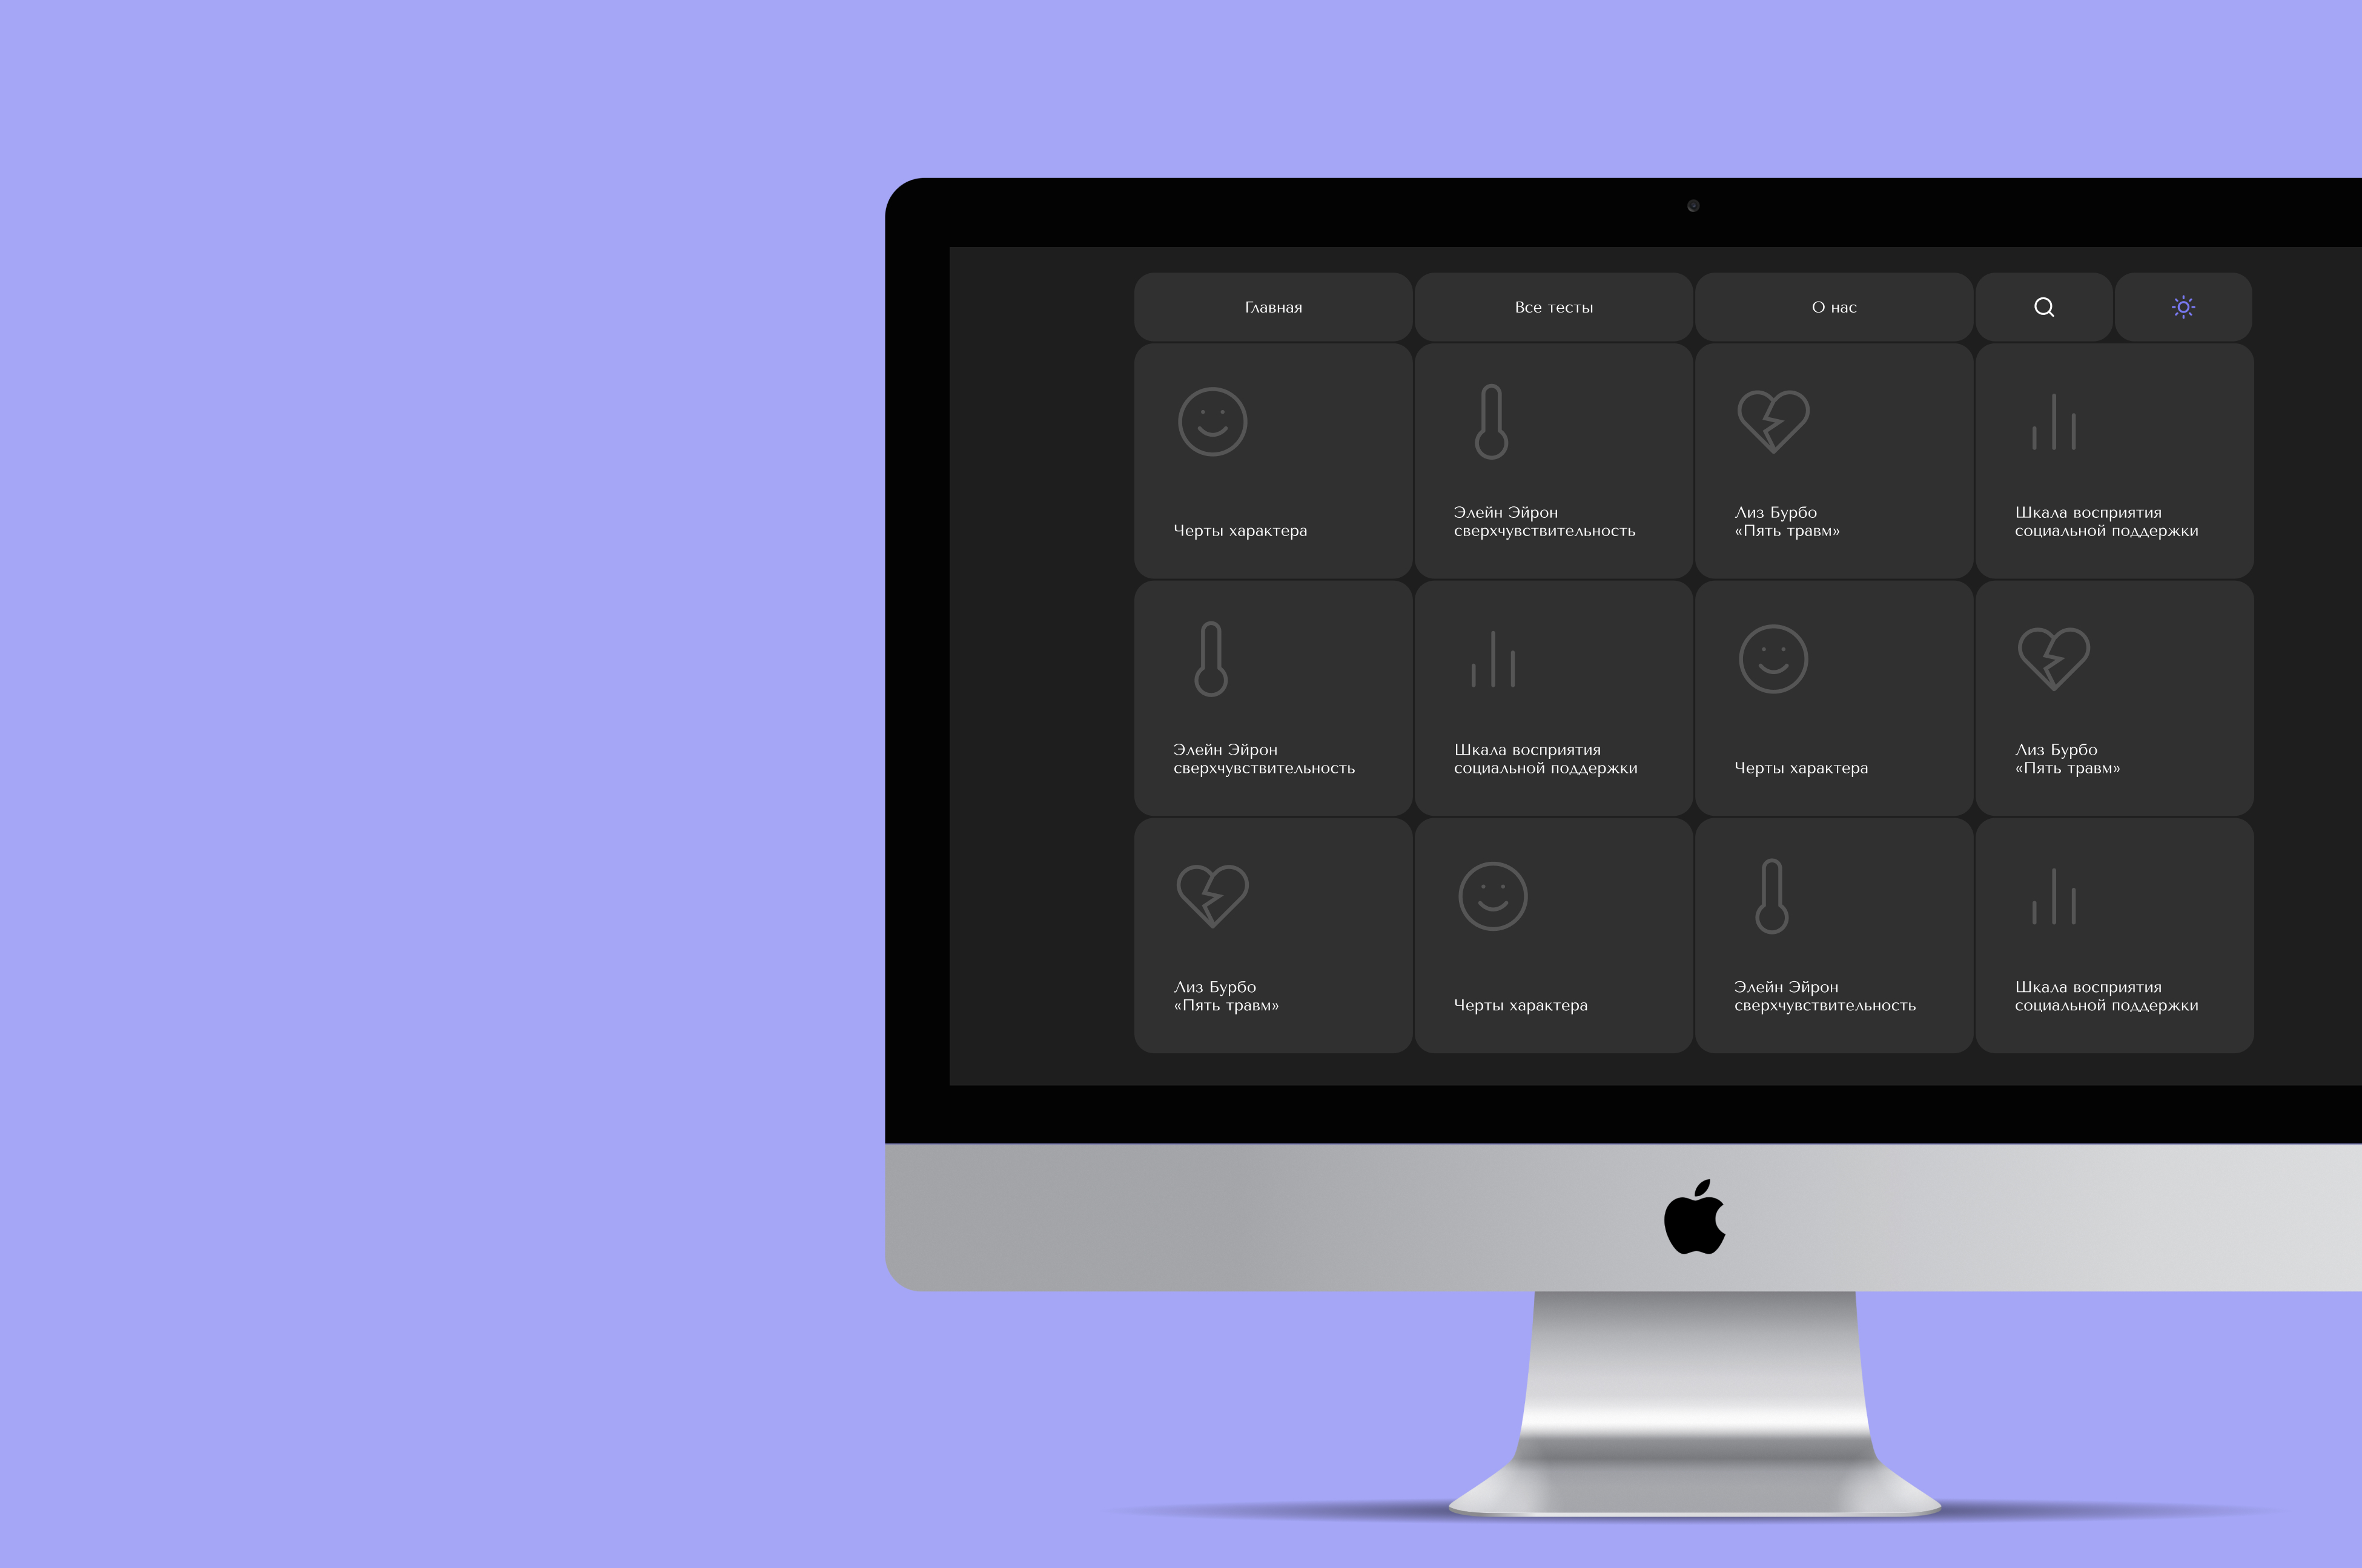 Главная
Все тесты
О нас
Черты характера
Элейн Эйрон
сверхчувствительность
Лиз Бурбо
«Пять травм»
Шкала восприятия
социальной поддержки
Элейн Эйрон
сверхчувствительность
Шкала восприятия
социальной поддержки
Черты характера
Лиз Бурбо
«Пять травм»
Лиз Бурбо
«Пять травм»
Черты характера
Элейн Эйрон
сверхчувствительность
Шкала восприятия
социальной поддержки